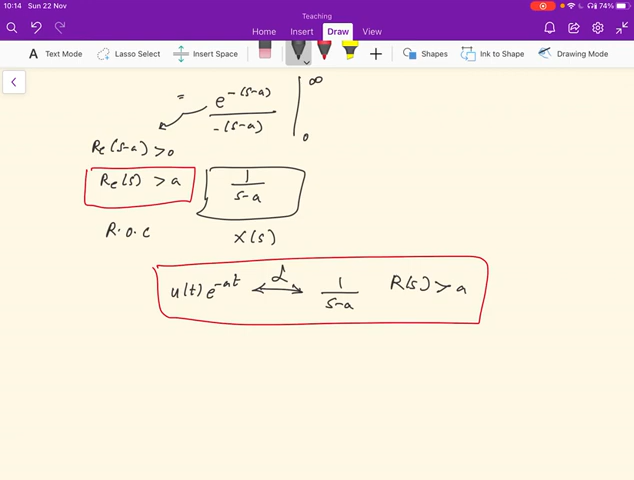 10:14 Sun 22 Nov
74%
Teaching
Home Insert Draw View
Text Mode Lasso Select Insert Space Shapes Ink to Shape Drawing Mode
= e^-(s-a) / -(s-a) | 0 ∞
Re(s-a) > 0
Re(s) > a 1/(s-a)
R.O.C X(s)
u(t) e^-at ⟷ ℒ 1/(s-a) R(s) > a